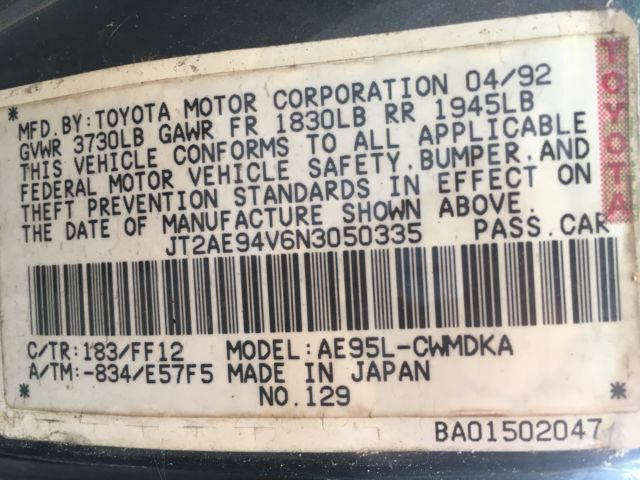 MFD.BY:TOYOTA MOTOR CORPORATION 04/92
GVWR 3730LB GAWR FR 1830LB RR 1945LB
THIS VEHICLE CONFORMS TO ALL APPLICABLE
FEDERAL MOTOR VEHICLE SAFETY,BUMPER,AND
THEFT PREVENTION STANDARDS IN EFFECT ON
THE DATE OF MANUFACTURE SHOWN ABOVE.
JT2AE94V6N3050335 PASS.CAR
TOYOTA
C/TR:183/FF12 MODEL:AE95L-CWMDKA
A/TM:-834/E57F5 MADE IN JAPAN
* NO.129 *
BA01502047